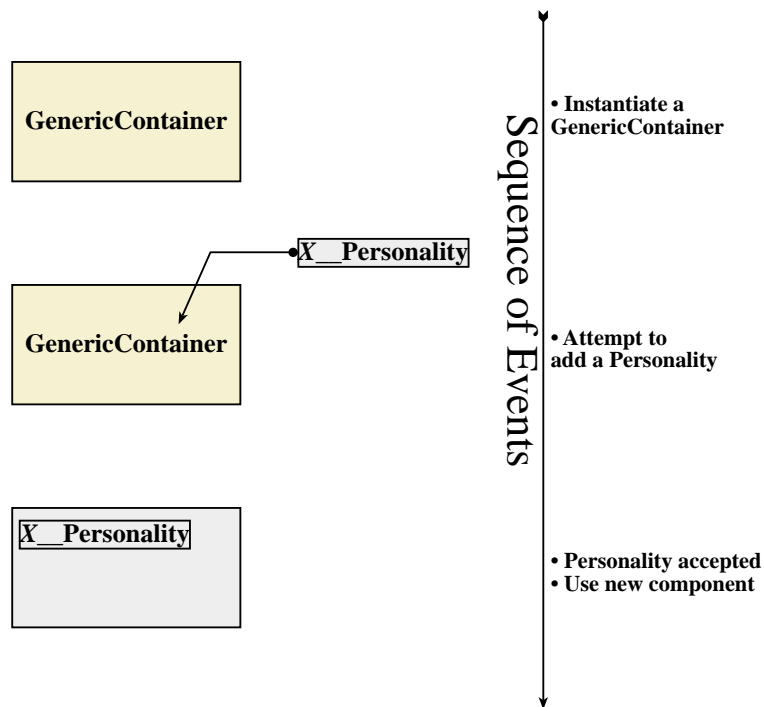 GenericContainer
• Instantiate a
GenericContainer
X__Personality
GenericContainer
• Attempt to
add a Personality
Sequence of Events
X__Personality
• Personality accepted
• Use new component